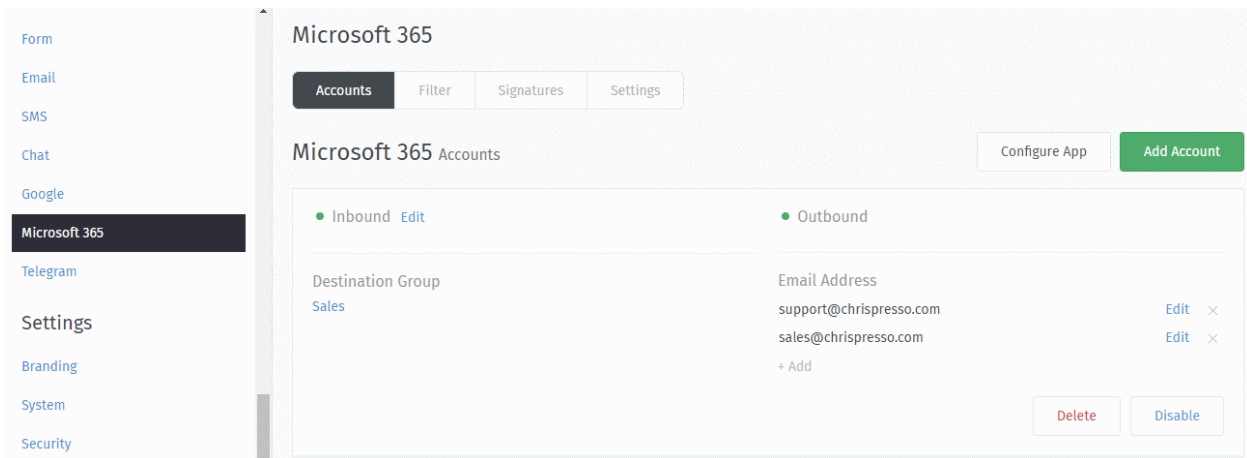 Form
Email
SMS
Chat
Google
Microsoft 365
Telegram
Settings
Branding
System
Security
Microsoft 365
Accounts Filter Signatures Settings
Microsoft 365 Accounts
Configure App Add Account
Inbound Edit
Destination Group
Sales
Outbound
Email Address
support@chrispresso.com Edit ×
sales@chrispresso.com Edit ×
+ Add
Delete Disable